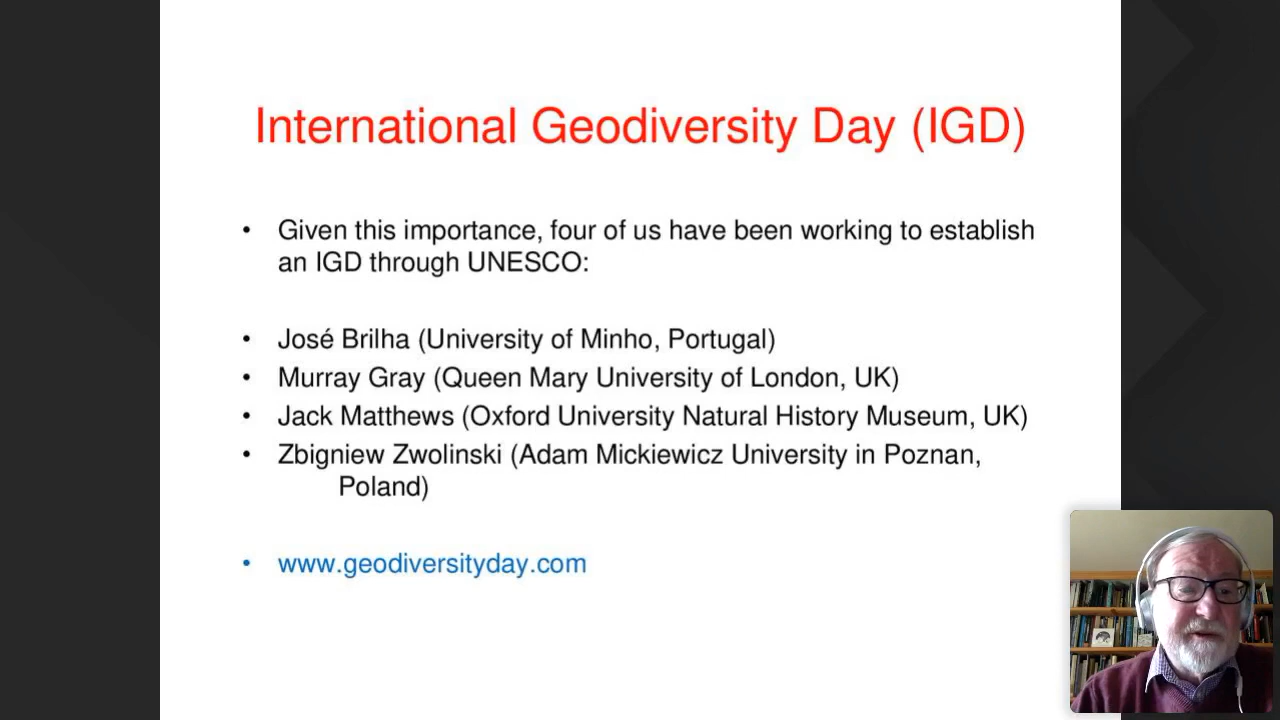 International Geodiversity Day (IGD)
• Given this importance, four of us have been working to establish
an IGD through UNESCO:
• José Brilha (University of Minho, Portugal)
• Murray Gray (Queen Mary University of London, UK)
• Jack Matthews (Oxford University Natural History Museum, UK)
• Zbigniew Zwolinski (Adam Mickiewicz University in Poznan,
Poland)
• www.geodiversityday.com